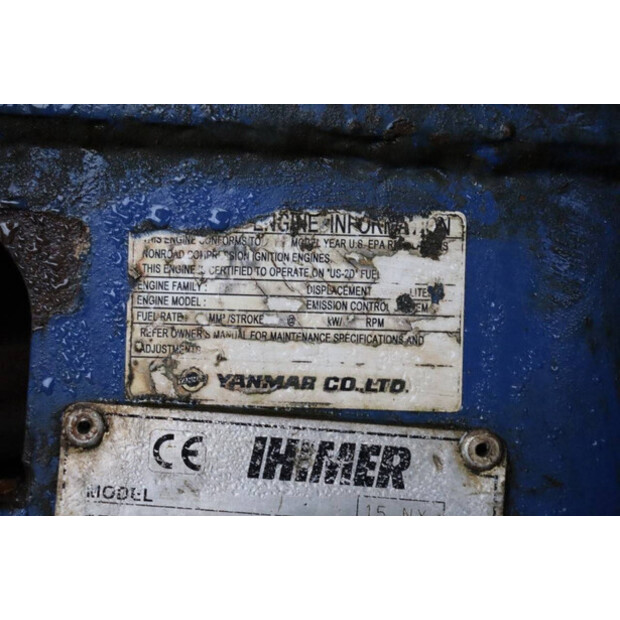 ENGINE INFORMATION
THIS ENGINE CONFORMS TO MODEL YEAR U.S. EPA
NONROAD COMPRESSION IGNITION ENGINES.
THIS ENGINE IS CERTIFIED TO OPERATE ON "US-2D" FUEL
ENGINE FAMILY : DISPLACEMENT LITE
ENGINE MODEL : EMISSION CONTROL
FUEL RATE : MM³/STROKE @ kW/ RPM
REFER OWNER'S MANUAL FOR MAINTENANCE SPECIFICATIONS AND
ADJUSTMENTS
YANMAR CO.,LTD.
CE IHIMER
MODEL 15 NX